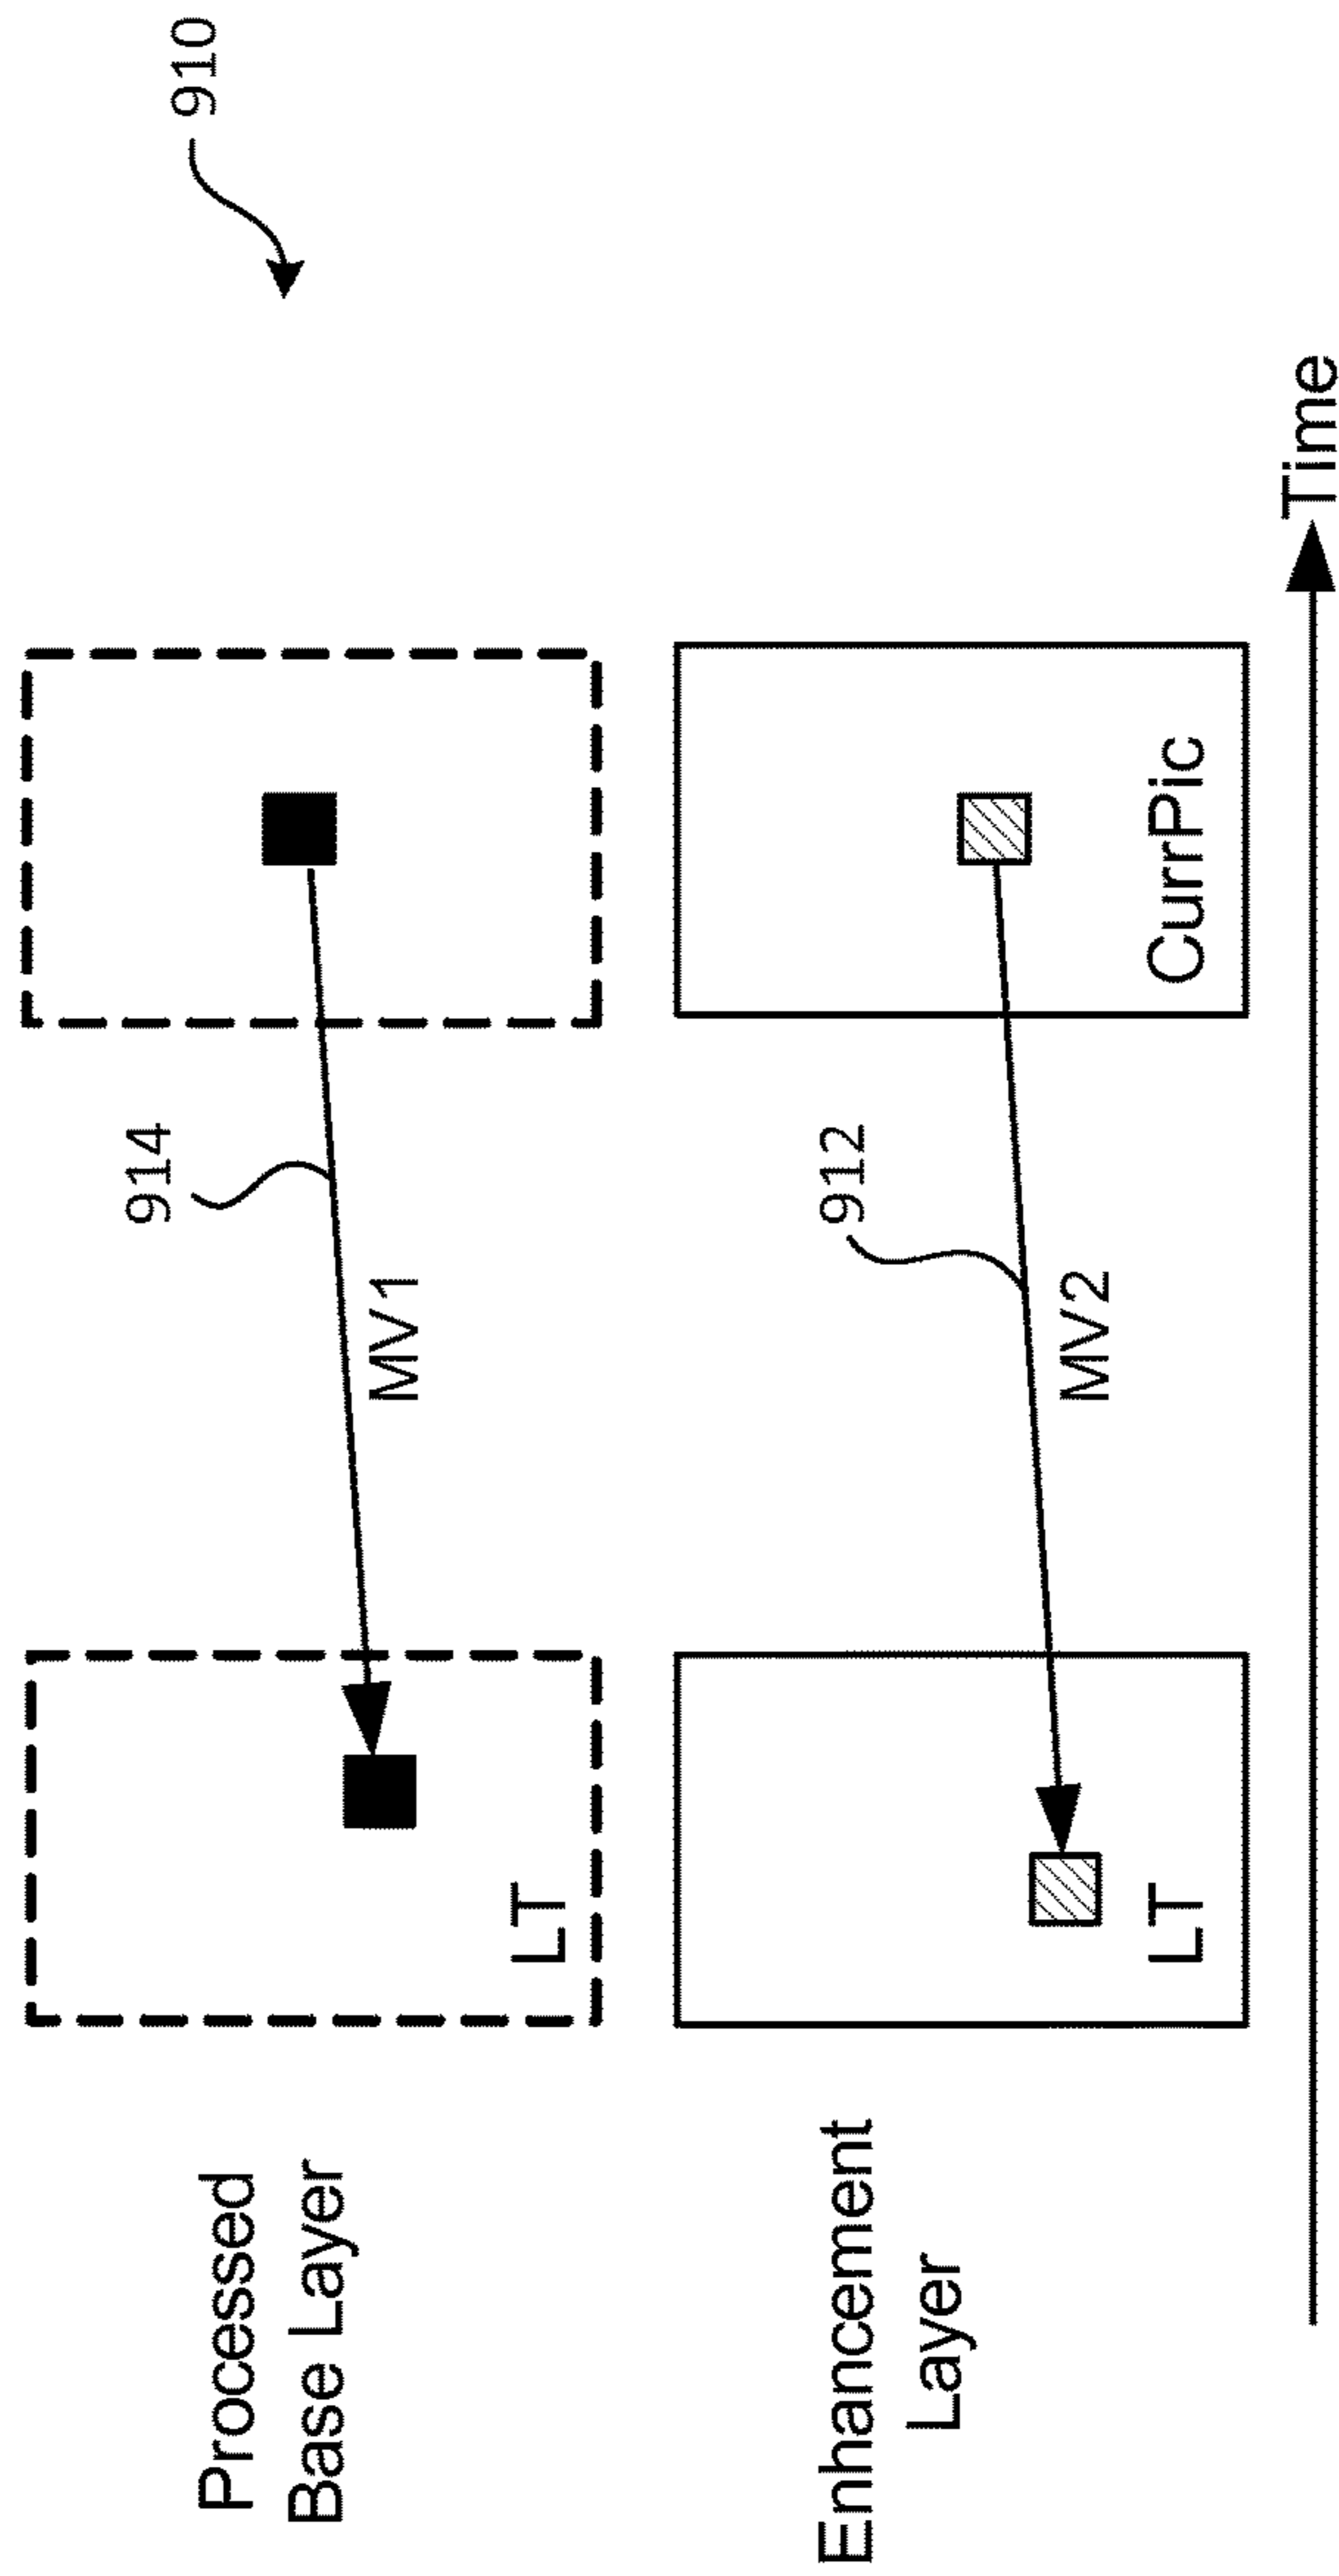 910
Processed
Base Layer
914
MV1
LT
Enhancement
Layer
912
MV2
LT
CurrPic
Time